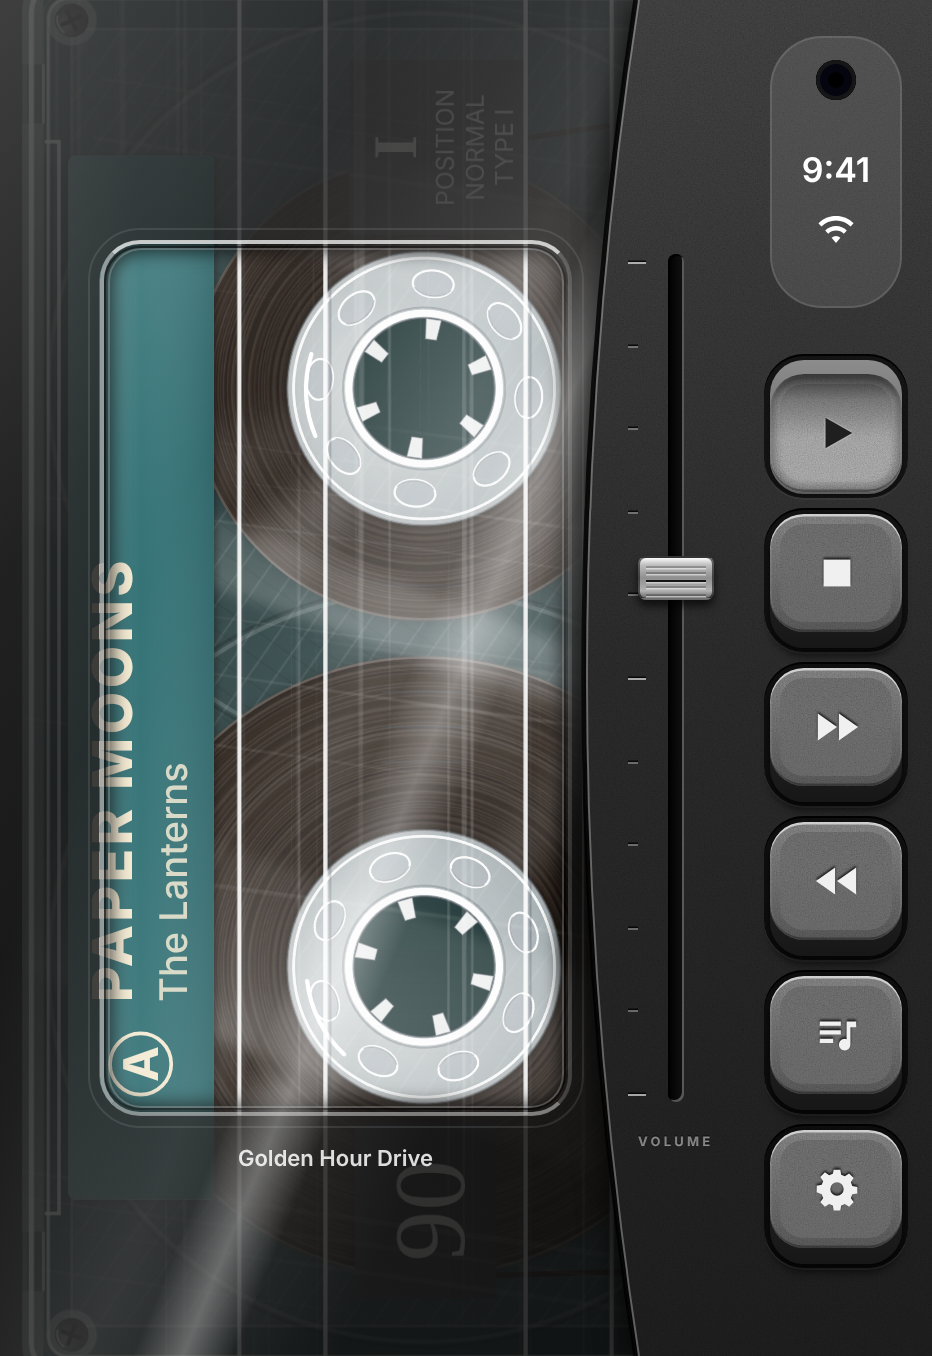 9:41
I
POSITION
NORMAL
TYPE I
PAPER MOONS
The Lanterns
A
VOLUME
Golden Hour Drive
90